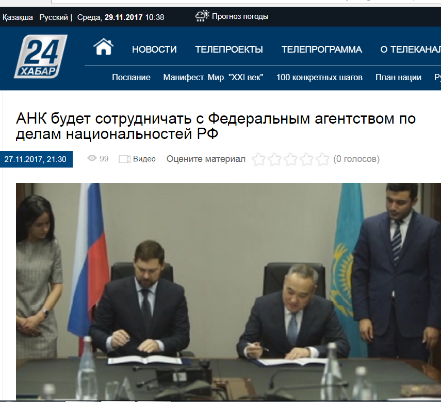 Қазақша Русский | Среда, 29.11.2017 10:38 Прогноз погоды
24 ХАБАР
НОВОСТИ ТЕЛЕПРОЕКТЫ ТЕЛЕПРОГРАММА О ТЕЛЕКАНАЛ
Послание Манифест Мир. "XXI век" 100 конкретных шагов План нации Ру
АНК будет сотрудничать с Федеральным агентством по
делам национальностей РФ
27.11.2017, 21:30 99 Видео Оцените материал (0 голосов)